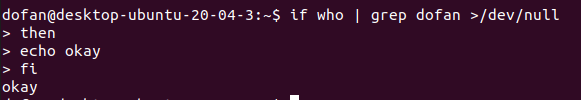 dofan@desktop-ubuntu-20-04-3:~$ if who | grep dofan >/dev/null
> then
> echo okay
> fi
okay